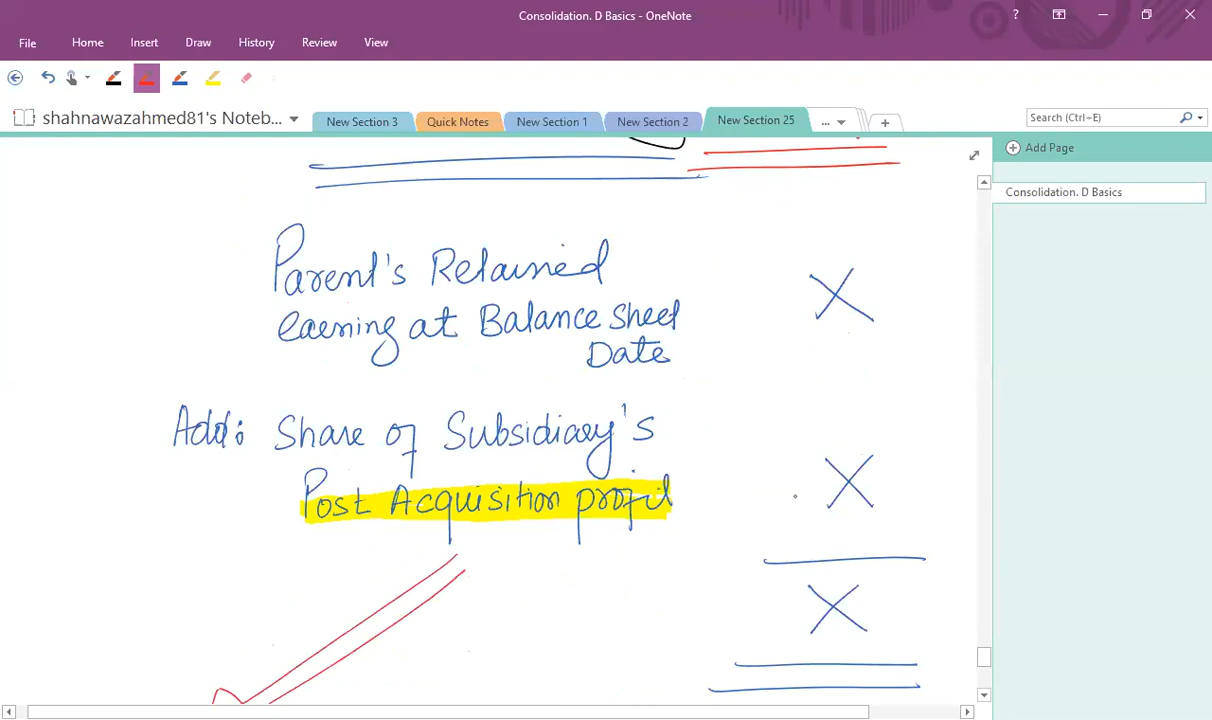 Consolidation. D Basics - OneNote
?
File Home Insert Draw History Review View
shahnawazahmed81's Noteb... New Section 3 Quick Notes New Section 1 New Section 2 New Section 25 ... + Search (Ctrl+E)
Add Page
Consolidation. D Basics
Parent's Retained X
earning at Balance Sheet
Date
Add: Share of Subsidiary's
Post Acquisition profit X
X